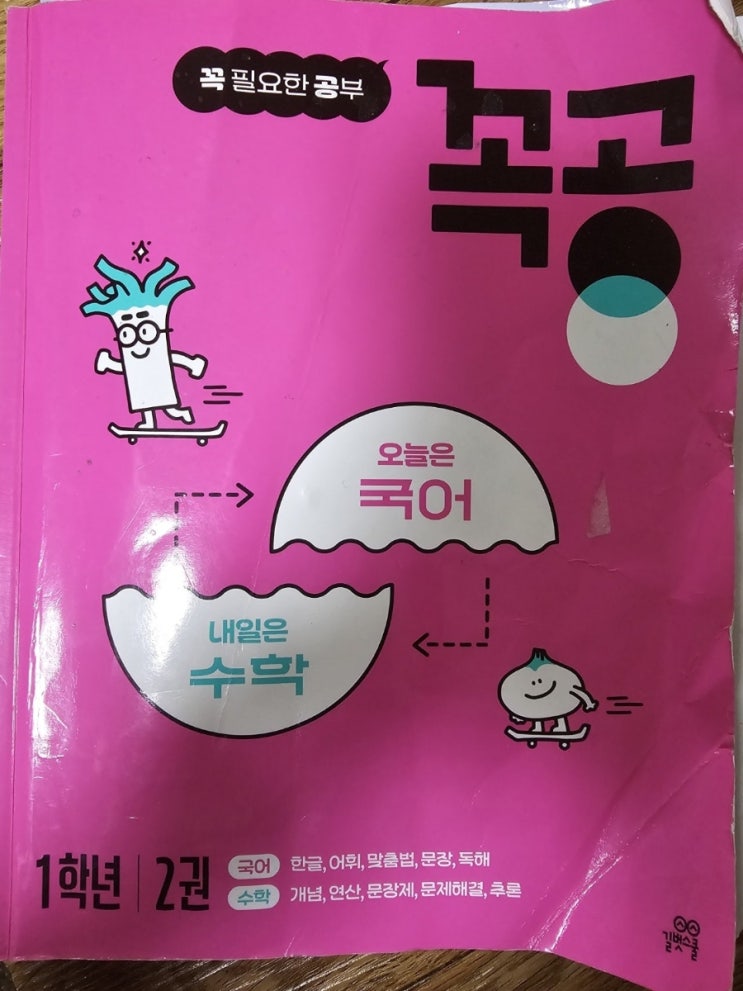 꼭 필요한 공부
꼭공
오늘은
국어
내일은
수학
1학년 | 2권
국어 한글, 어휘, 맞춤법, 문장, 독해
수학 개념, 연산, 문장제, 문제해결, 추론
길벗스쿨